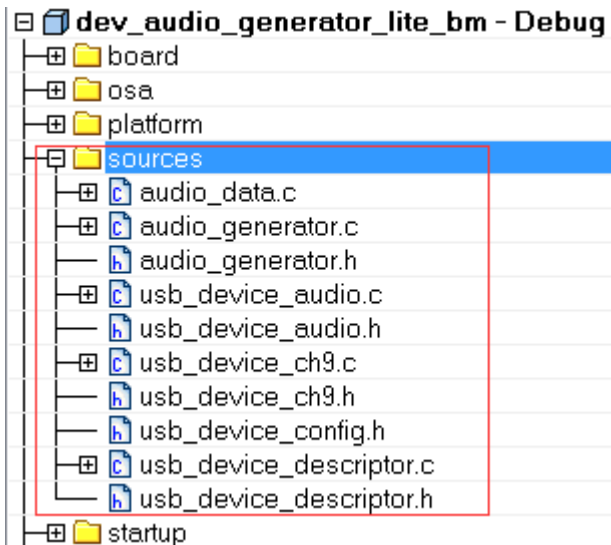 dev_audio_generator_lite_bm - Debug
board
osa
platform
sources
c audio_data.c
c audio_generator.c
h audio_generator.h
c usb_device_audio.c
h usb_device_audio.h
c usb_device_ch9.c
h usb_device_ch9.h
h usb_device_config.h
c usb_device_descriptor.c
h usb_device_descriptor.h
startup